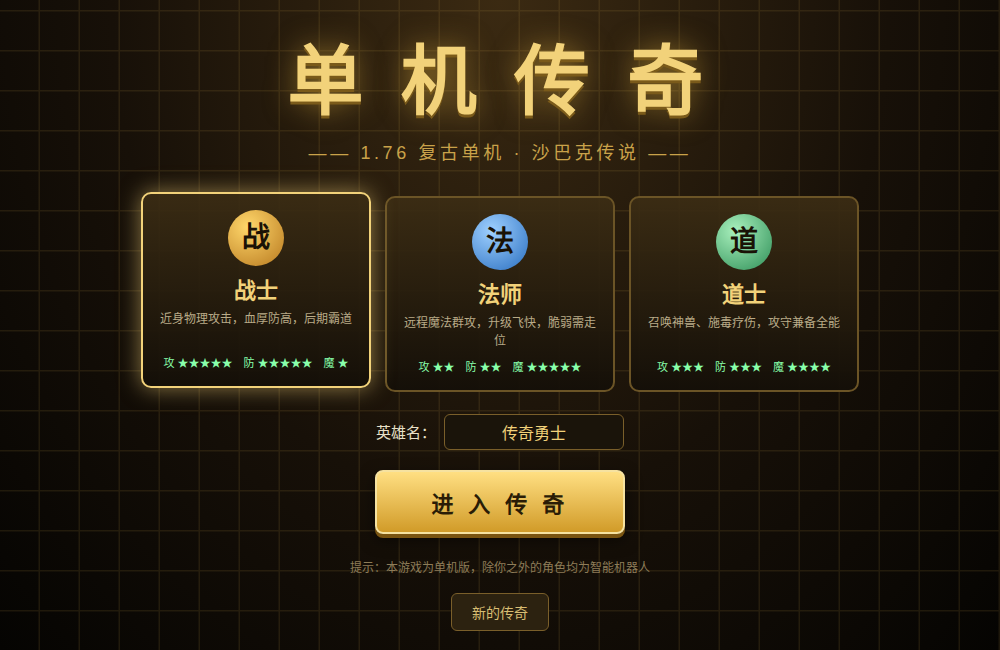 单机传奇
—— 1.76 复古单机 · 沙巴克传说 ——
战
战士
近身物理攻击，血厚防高，后期霸道
攻 ★★★★★ 防 ★★★★★ 魔 ★
法
法师
远程魔法群攻，升级飞快，脆弱需走
位
攻 ★★ 防 ★★ 魔 ★★★★★
道
道士
召唤神兽、施毒疗伤，攻守兼备全能
攻 ★★★ 防 ★★★ 魔 ★★★★
英雄名： 传奇勇士
进入传奇
提示：本游戏为单机版，除你之外的角色均为智能机器人
新的传奇